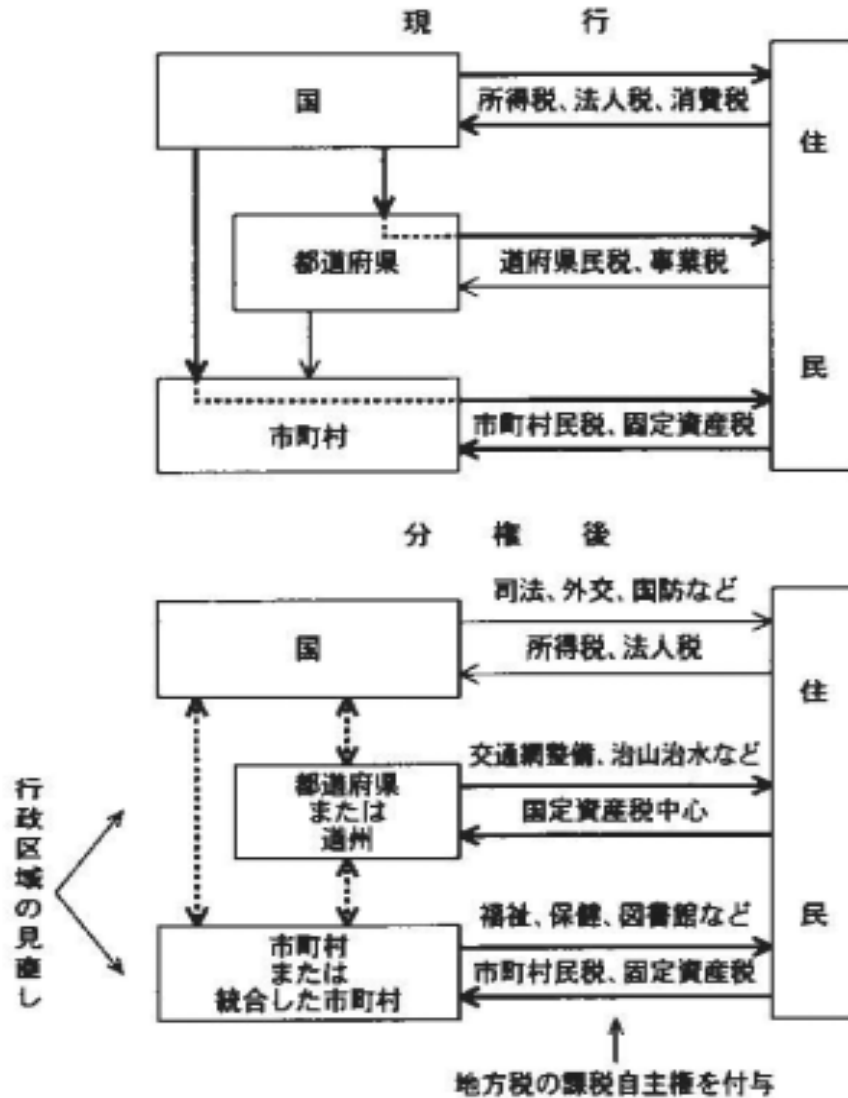 現行
国
所得税、法人税、消費税
都道府県
道府県民税、事業税
市町村
市町村民税、固定資産税
住民
分権後
司法、外交、国防など
国
所得税、法人税
交通網整備、治山治水など
都道府県
または
道州
国定資産税中心
福祉、保健、図書館など
市町村
または
統合した市町村
市町村民税、固定資産税
住民
行政区域の見直し
地方税の課税自主権を付与